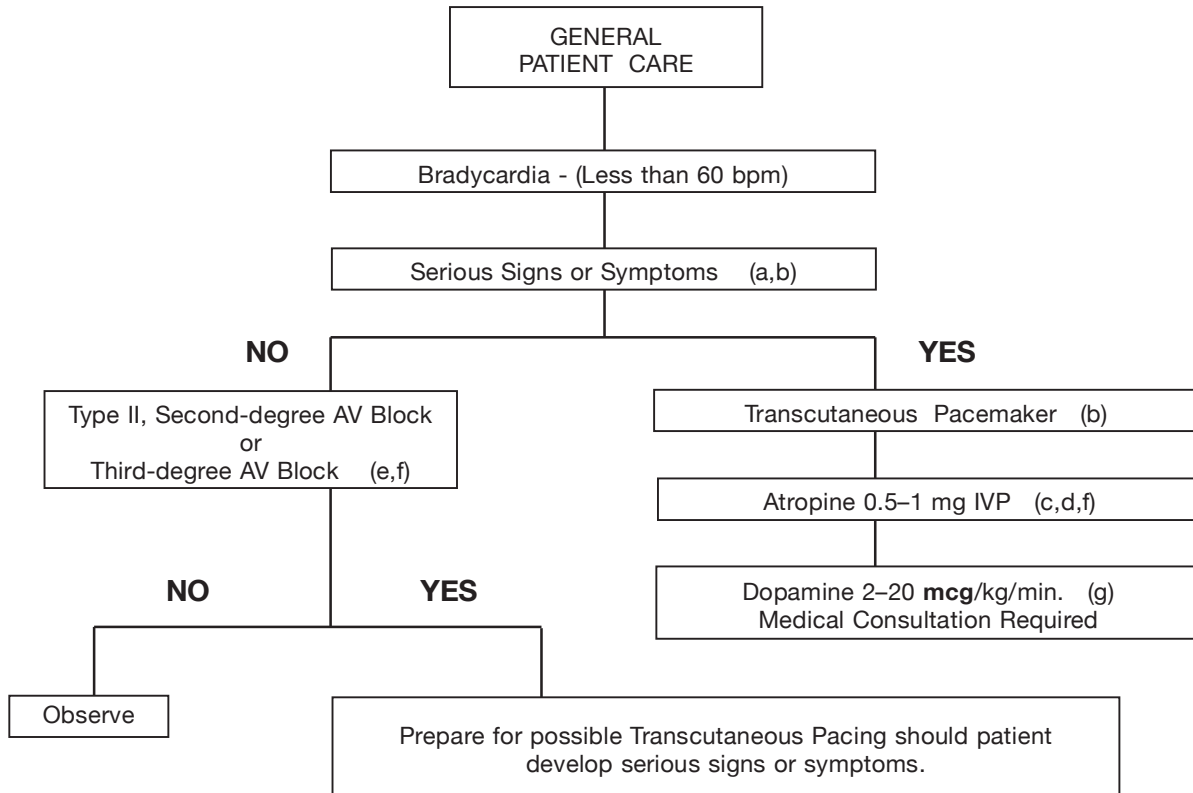 GENERAL
PATIENT CARE
Bradycardia - (Less than 60 bpm)
Serious Signs or Symptoms (a,b)
NO
YES
Type II, Second-degree AV Block
or
Third-degree AV Block (e,f)
Transcutaneous Pacemaker (b)
Atropine 0.5–1 mg IVP (c,d,f)
Dopamine 2–20 mcg/kg/min. (g)
Medical Consultation Required
NO
YES
Observe
Prepare for possible Transcutaneous Pacing should patient
develop serious signs or symptoms.